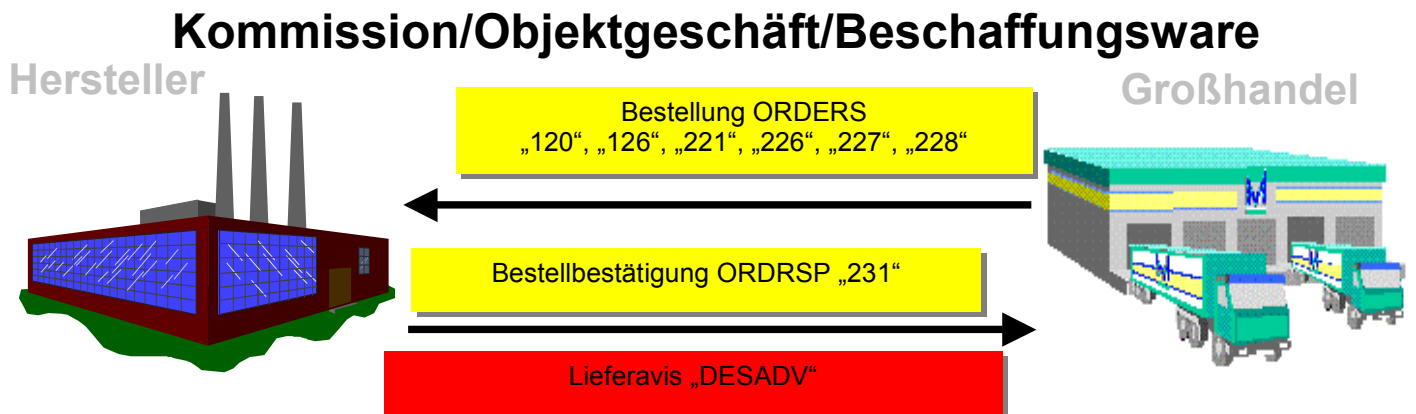 Kommission/Objektgeschäft/Beschaffungsware
Hersteller
Großhandel
Bestellung ORDERS
„120“, „126“, „221“, „226“, „227“, „228“
Bestellbestätigung ORDRSP „231“
Lieferavis „DESADV“